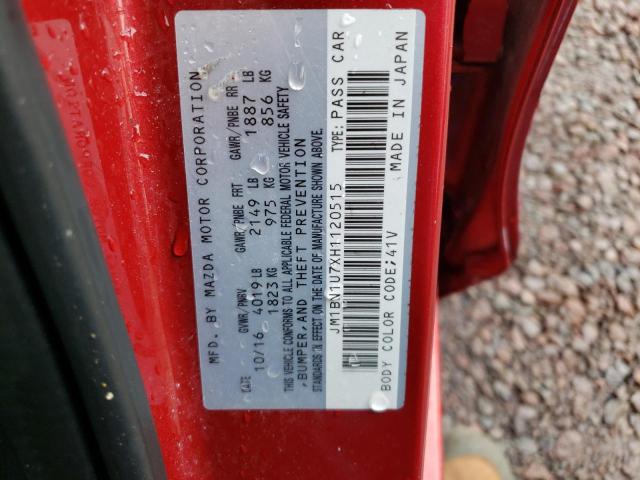 MFD. BY MAZDA MOTOR CORPORATION
GVWR/PNBV GAWR/PNBE FRT GAWR/PNBE RR
DATE 10/16 4019 LB 2149 LB 1887 LB
1823 KG 975 KG 856 KG
THIS VEHICLE CONFORMS TO ALL APPLICABLE FEDERAL MOTOR VEHICLE SAFETY
, BUMPER, AND THEFT PREVENTION
STANDARDS IN EFFECT ON THE DATE OF MANUFACTURE SHOWN ABOVE.
JM1BN1U7XH1120515 TYPE: PASS CAR
BODY COLOR CODE:41V MADE IN JAPAN